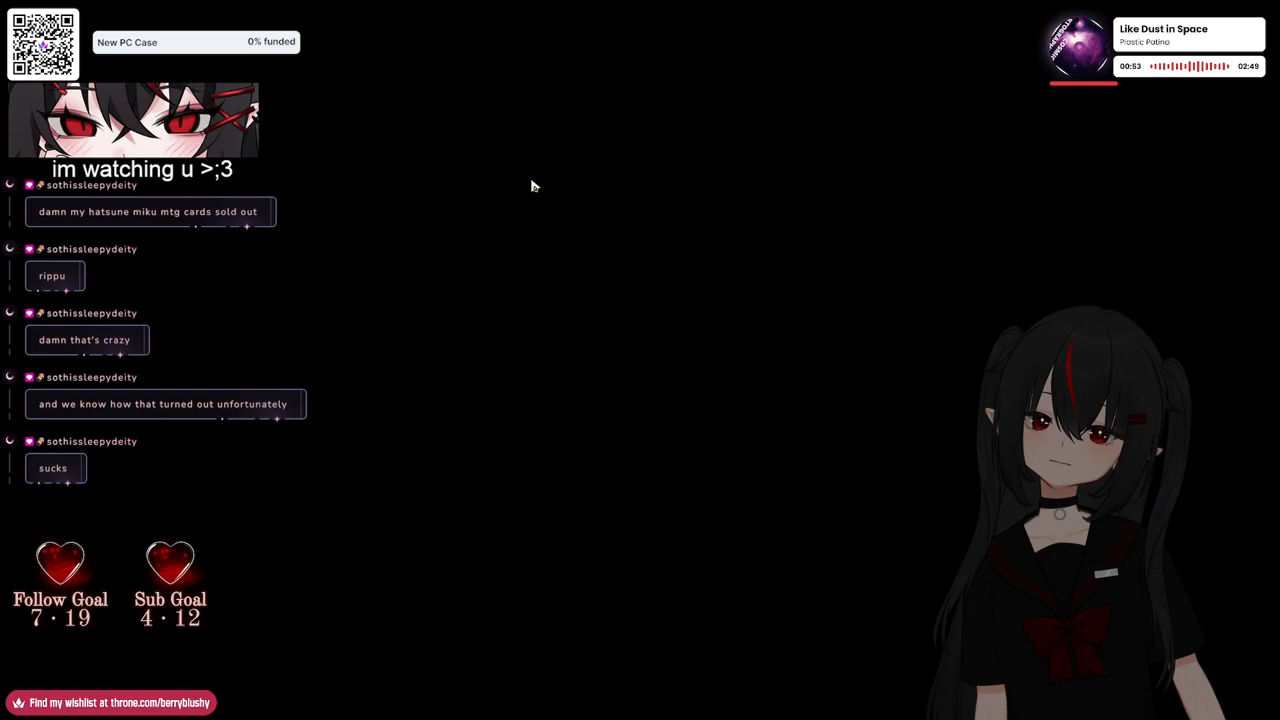 New PC Case 0% funded
Like Dust in Space
Plastic Patina
00:53 02:49
im watching u >;3
sothissleepydeity
damn my hatsune miku mtg cards sold out
sothissleepydeity
rippu
sothissleepydeity
damn that's crazy
sothissleepydeity
and we know how that turned out unfortunately
sothissleepydeity
sucks
Follow Goal
7 · 19
Sub Goal
4 · 12
Find my wishlist at throne.com/berryblushy